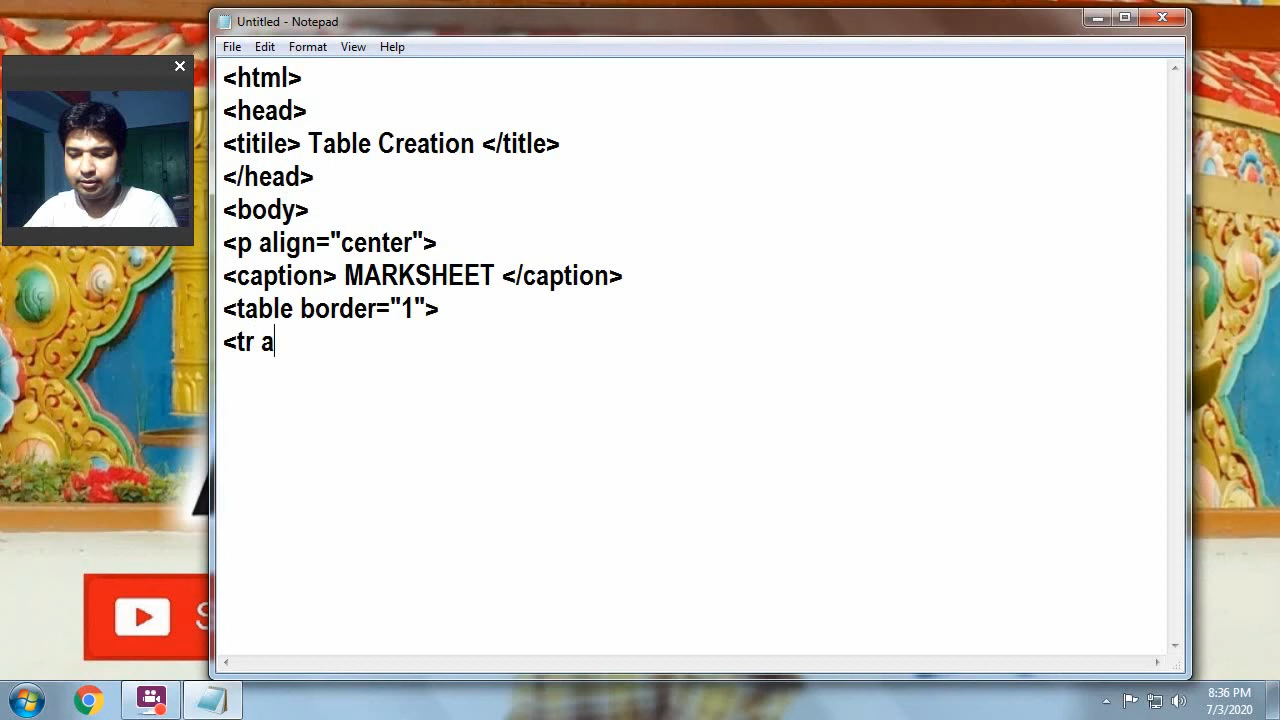 Untitled - Notepad
File Edit Format View Help
<html>
<head>
<titile> Table Creation </title>
</head>
<body>
<p align="center">
<caption> MARKSHEET </caption>
<table border="1">
<tr a
S
8:36 PM
7/3/2020